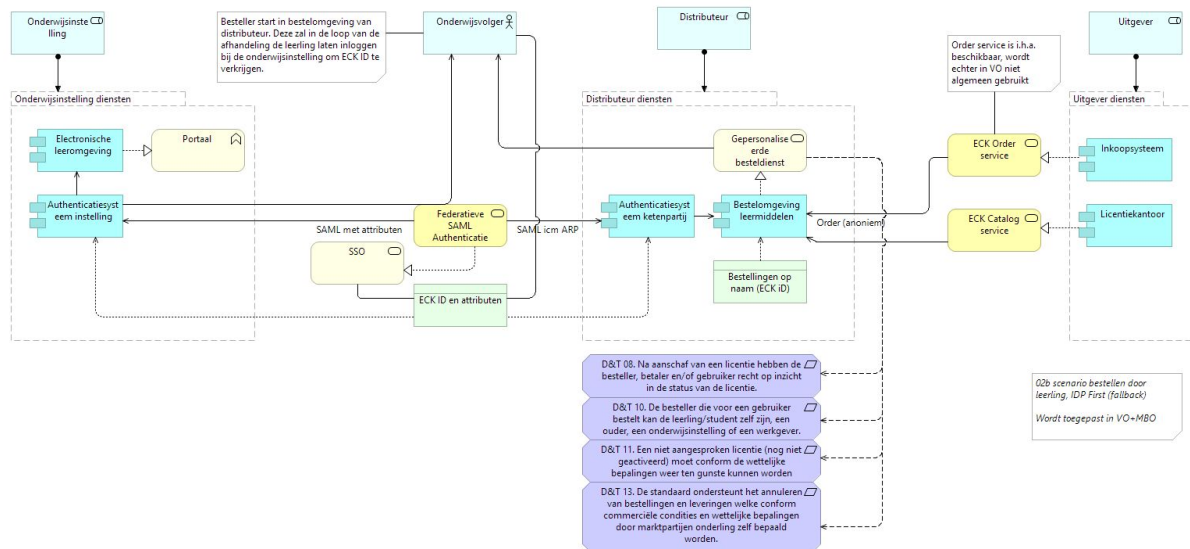 Onderwijsinste
lling
Besteller start in bestelomgeving van
distributeur. Deze zal in de loop van de
afhandeling de leerling laten inloggen
bij de onderwijsinstelling om ECK ID te
verkrijgen.
Onderwijsvolger
Distributeur
Uitgever
Order service is i.h.a.
beschikbaar, wordt
echter in VO niet
algemeen gebruikt
Onderwijsinstelling diensten
Electronische
leeromgeving
Portaal
Authenticatiesyst
eem instelling
SAML met attributen
Federatieve
SAML
Authenticatie
SAML icm ARP
SSO
ECK ID en attributen
Distributeur diensten
Gepersonalise
erde
besteldienst
Authenticatiesyst
eem ketenpartij
Bestelomgeving
leermiddelen
Bestellingen op
naam (ECK iD)
Order (anoniem)
ECK Order
service
ECK Catalog
service
Uitgever diensten
Inkoopsysteem
Licentiekantoor
D&T 08. Na aanschaf van een licentie hebben de
besteller, betaler en/of gebruiker recht op inzicht
in de status van de licentie.
D&T 10. De besteller die voor een gebruiker
bestelt kan de leerling/student zelf zijn, een
ouder, een onderwijsinstelling of een werkgever.
D&T 11. Een niet aangesproken licentie (nog niet
geactiveerd) moet conform de wettelijke
bepalingen weer ten gunste kunnen worden
D&T 13. De standaard ondersteunt het annuleren
van bestellingen en leveringen welke conform
commerciële condities en wettelijke bepalingen
door marktpartijen onderling zelf bepaald
worden.
02b scenario bestellen door
leerling, IDP First (fallback)
Wordt toegepast in VO+MBO